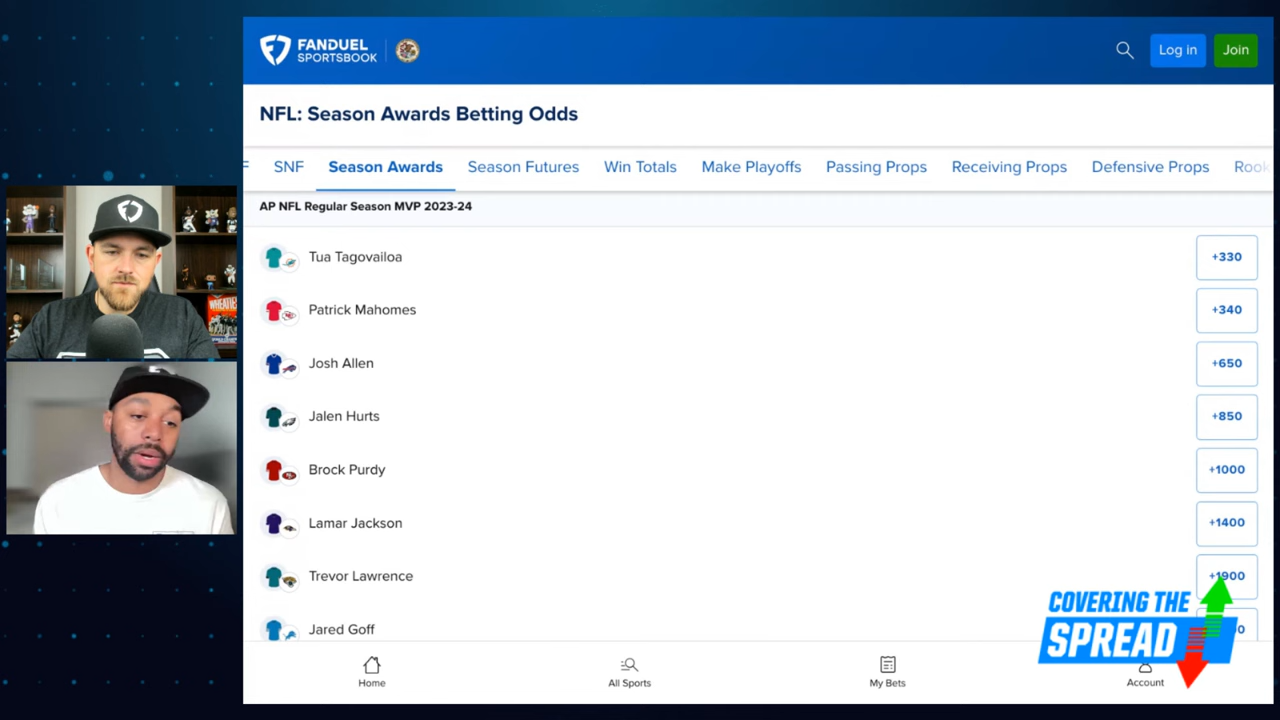 FANDUEL
SPORTSBOOK
Log in
Join
NFL: Season Awards Betting Odds
F SNF Season Awards Season Futures Win Totals Make Playoffs Passing Props Receiving Props Defensive Props Rook
AP NFL Regular Season MVP 2023-24
Tua Tagovailoa +330
Patrick Mahomes +340
Josh Allen +650
Jalen Hurts +850
Brock Purdy +1000
Lamar Jackson +1400
Trevor Lawrence +1900
Jared Goff
WHEATIES
COVERING THE
SPREAD
Home All Sports My Bets Account